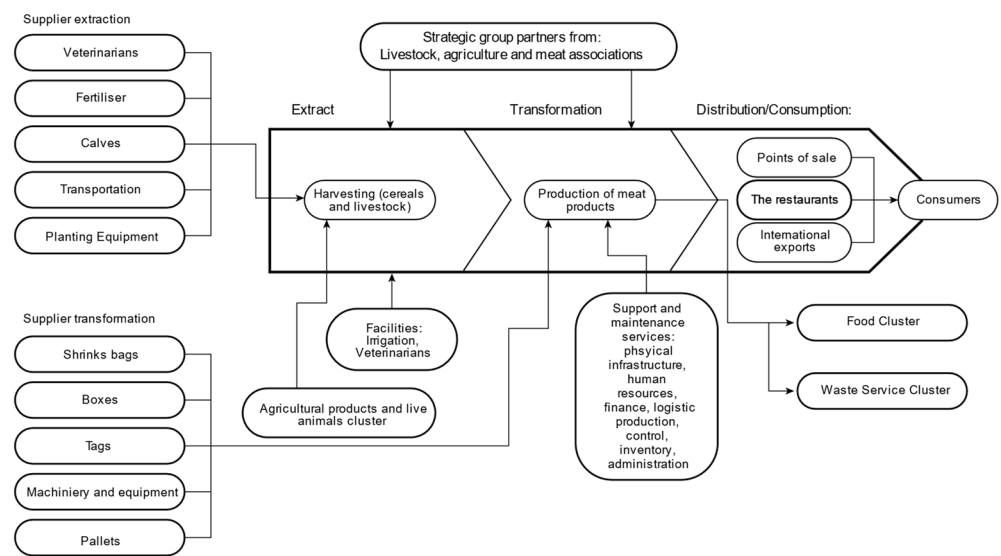 Supplier extraction
Veterinarians
Fertiliser
Calves
Transportation
Planting Equipment
Strategic group partners from:
Livestock, agriculture and meat associations
Extract
Transformation
Distribution/Consumption:
Harvesting (cereals
and livestock)
Production of meat
products
Points of sale
The restaurants
International
exports
Consumers
Supplier transformation
Shrinks bags
Boxes
Tags
Machiniery and equipment
Pallets
Facilities:
Irrigation,
Veterinarians
Agricultural products and live
animals cluster
Support and
maintenance
services:
phsyical
infrastructure,
human
resources,
finance, logistic
production,
control,
inventory,
administration
Food Cluster
Waste Service Cluster